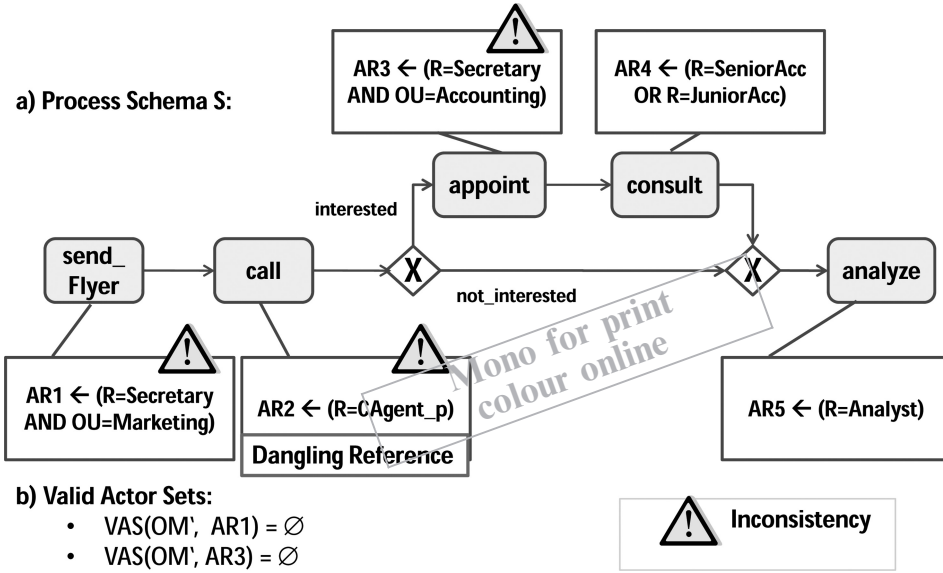 a) Process Schema S:
AR3 ← (R=Secretary
AND OU=Accounting)
AR4 ← (R=SeniorAcc
OR R=JuniorAcc)
appoint
consult
interested
send_
Flyer
call
X
X
analyze
not_interested
Mono for print
colour online
AR1 ← (R=Secretary
AND OU=Marketing)
AR2 ← (R=CAgent_p)
Dangling Reference
AR5 ← (R=Analyst)
b) Valid Actor Sets:
• VAS(OM‘, AR1) = ∅
• VAS(OM‘, AR3) = ∅
! Inconsistency